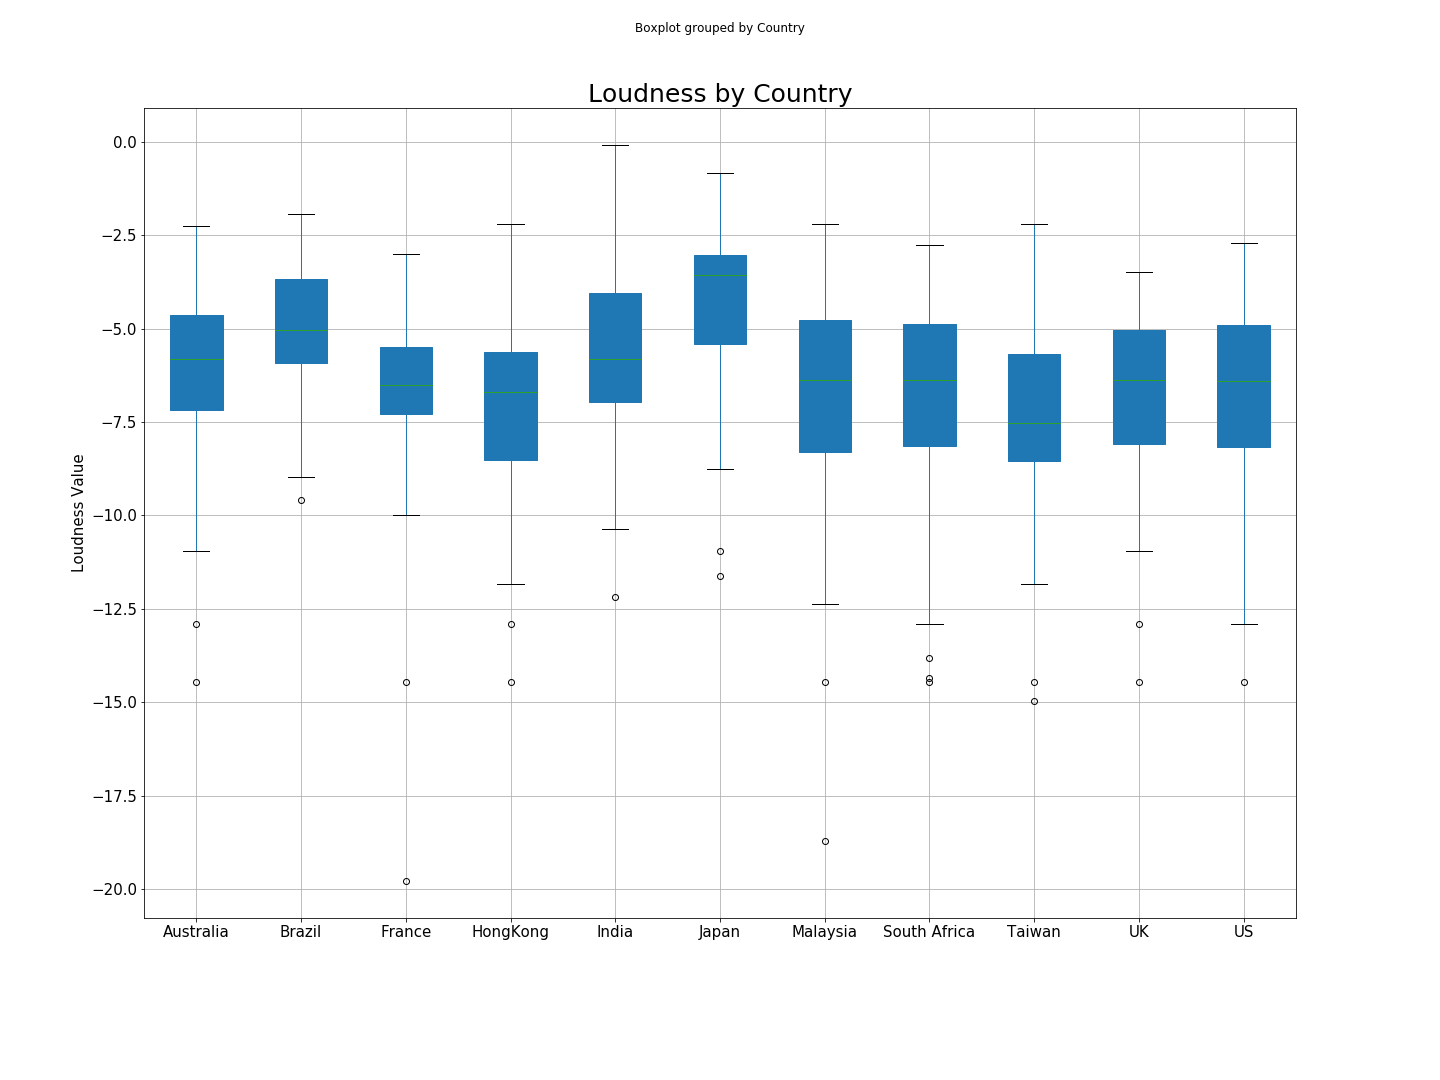 Boxplot grouped by Country
Loudness by Country
Loudness Value
0.0
−2.5
−5.0
−7.5
−10.0
−12.5
−15.0
−17.5
−20.0
Australia Brazil France HongKong India Japan Malaysia South Africa Taiwan UK US